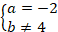 {a = −2
b ≠ 4